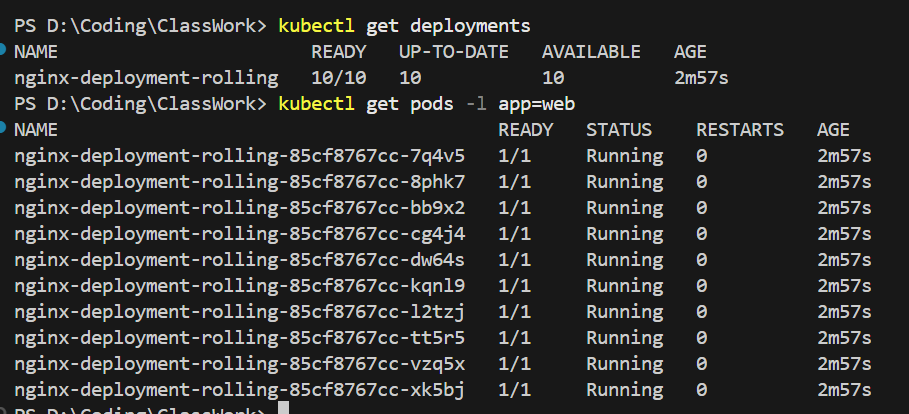 PS D:\Coding\ClassWork> kubectl get deployments
NAME                       READY   UP-TO-DATE   AVAILABLE   AGE
nginx-deployment-rolling   10/10   10           10          2m57s
PS D:\Coding\ClassWork> kubectl get pods -l app=web
NAME                                        READY   STATUS    RESTARTS   AGE
nginx-deployment-rolling-85cf8767cc-7q4v5   1/1     Running   0          2m57s
nginx-deployment-rolling-85cf8767cc-8phk7   1/1     Running   0          2m57s
nginx-deployment-rolling-85cf8767cc-bb9x2   1/1     Running   0          2m57s
nginx-deployment-rolling-85cf8767cc-cg4j4   1/1     Running   0          2m57s
nginx-deployment-rolling-85cf8767cc-dw64s   1/1     Running   0          2m57s
nginx-deployment-rolling-85cf8767cc-kqnl9   1/1     Running   0          2m57s
nginx-deployment-rolling-85cf8767cc-l2tzj   1/1     Running   0          2m57s
nginx-deployment-rolling-85cf8767cc-tt5r5   1/1     Running   0          2m57s
nginx-deployment-rolling-85cf8767cc-vzq5x   1/1     Running   0          2m57s
nginx-deployment-rolling-85cf8767cc-xk5bj   1/1     Running   0          2m57s
PS D:\Coding\ClassWork>